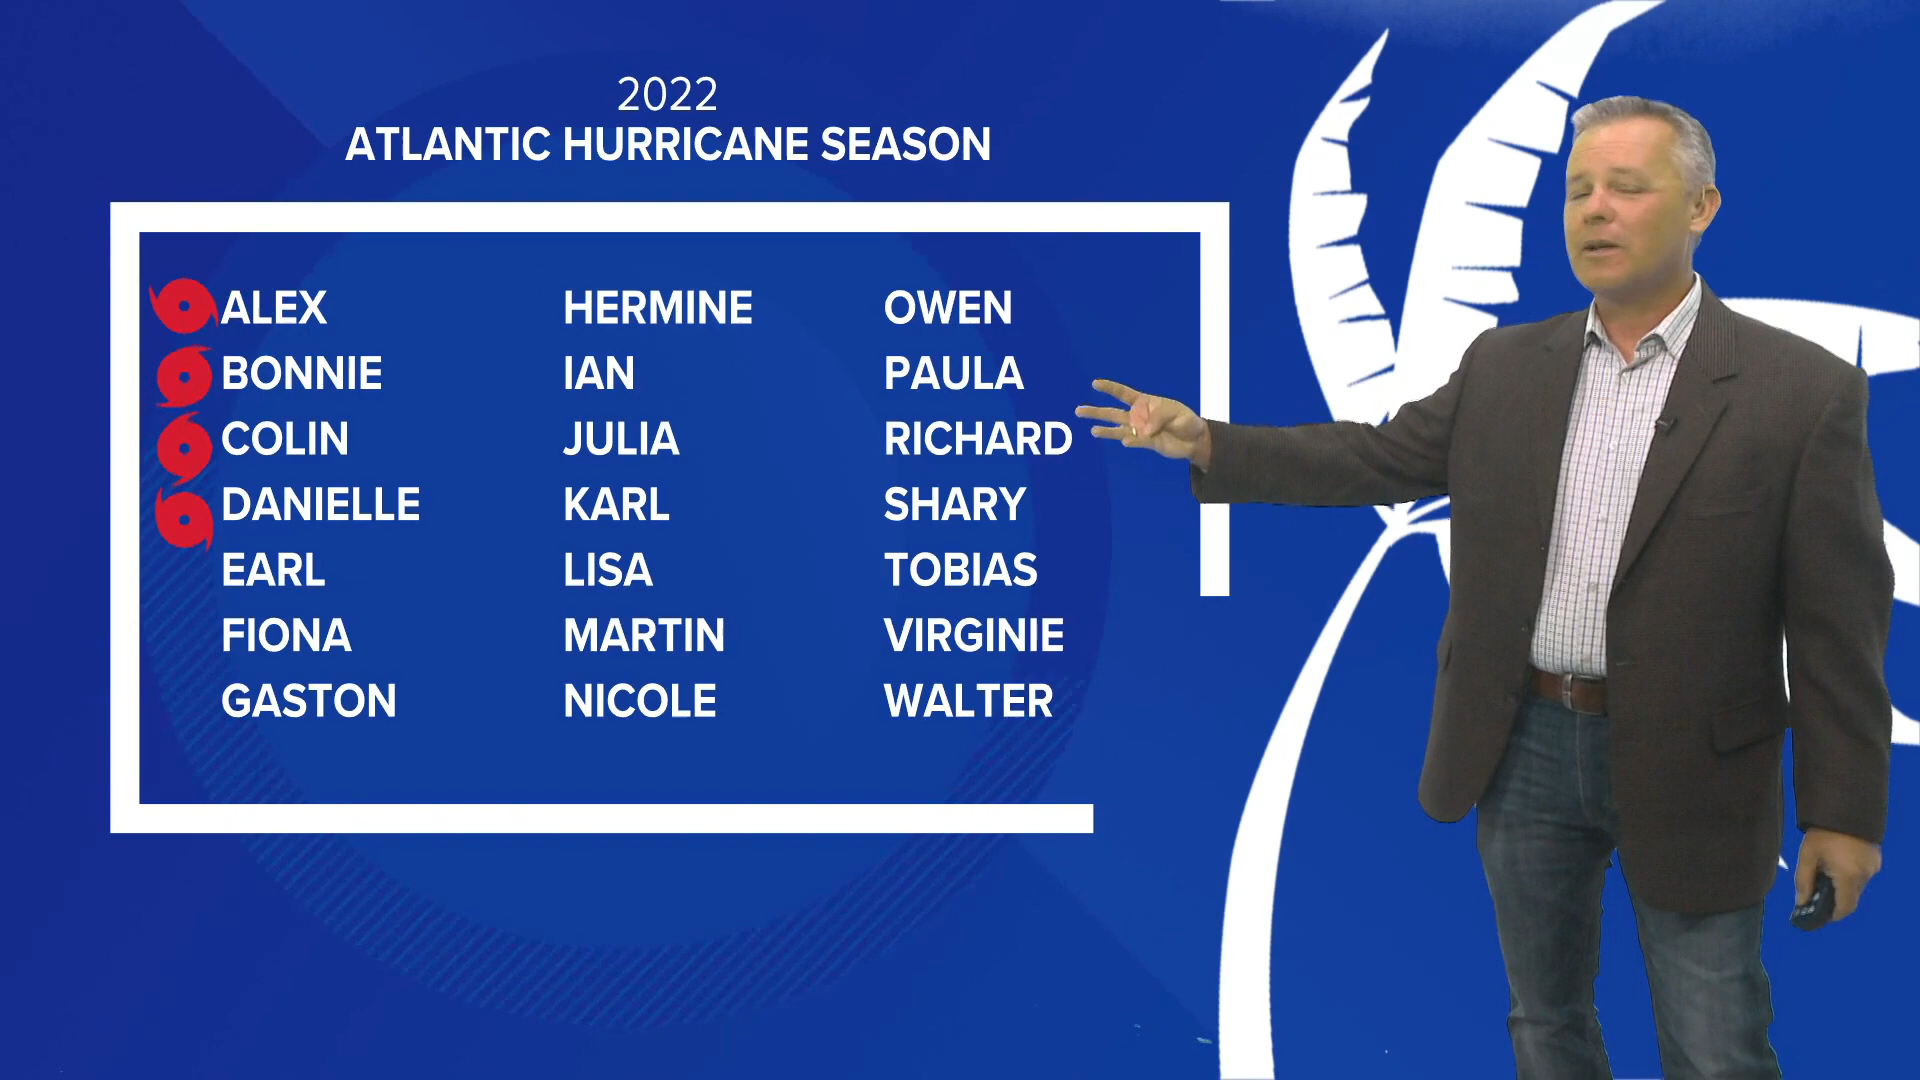 2022
ATLANTIC HURRICANE SEASON
ALEX
BONNIE
COLIN
DANIELLE
EARL
FIONA
GASTON
HERMINE
IAN
JULIA
KARL
LISA
MARTIN
NICOLE
OWEN
PAULA
RICHARD
SHARY
TOBIAS
VIRGINIE
WALTER